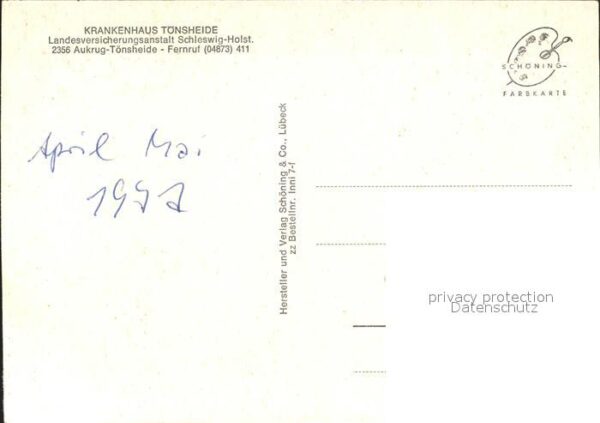 KRANKENHAUS TÖNSHEIDE
Landesversicherungsanstalt Schleswig-Holst.
2356 Aukrug-Tönsheide - Fernruf (04873) 411
SCHÖNING
FARBKARTE
April Mai
1977
Hersteller und Verlag Schöning & Co., Lübeck
zz Bestellnr. Inni 7-1
privacy protection
Datenschutz